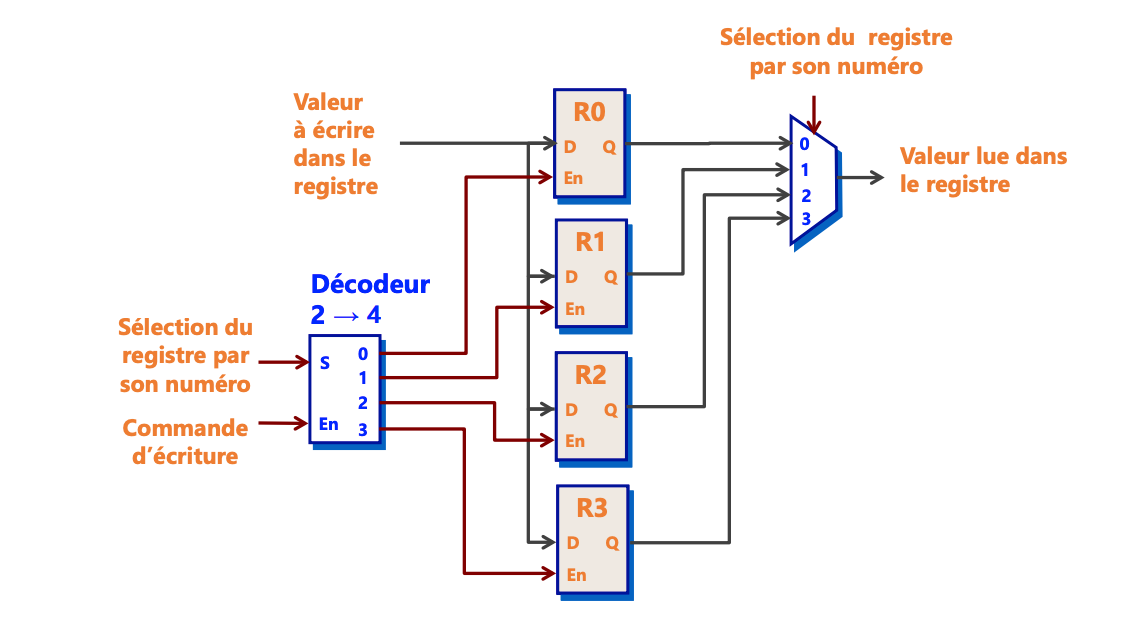 Sélection du  registre
par son numéro
Valeur
à écrire
dans le
registre
R0
D Q
En
0
1
2
3
Valeur lue dans
le registre
R1
D Q
En
Décodeur
2 → 4
Sélection du
registre par
son numéro
S
0
1
2
3
En
Commande
d'écriture
R2
D Q
En
R3
D Q
En